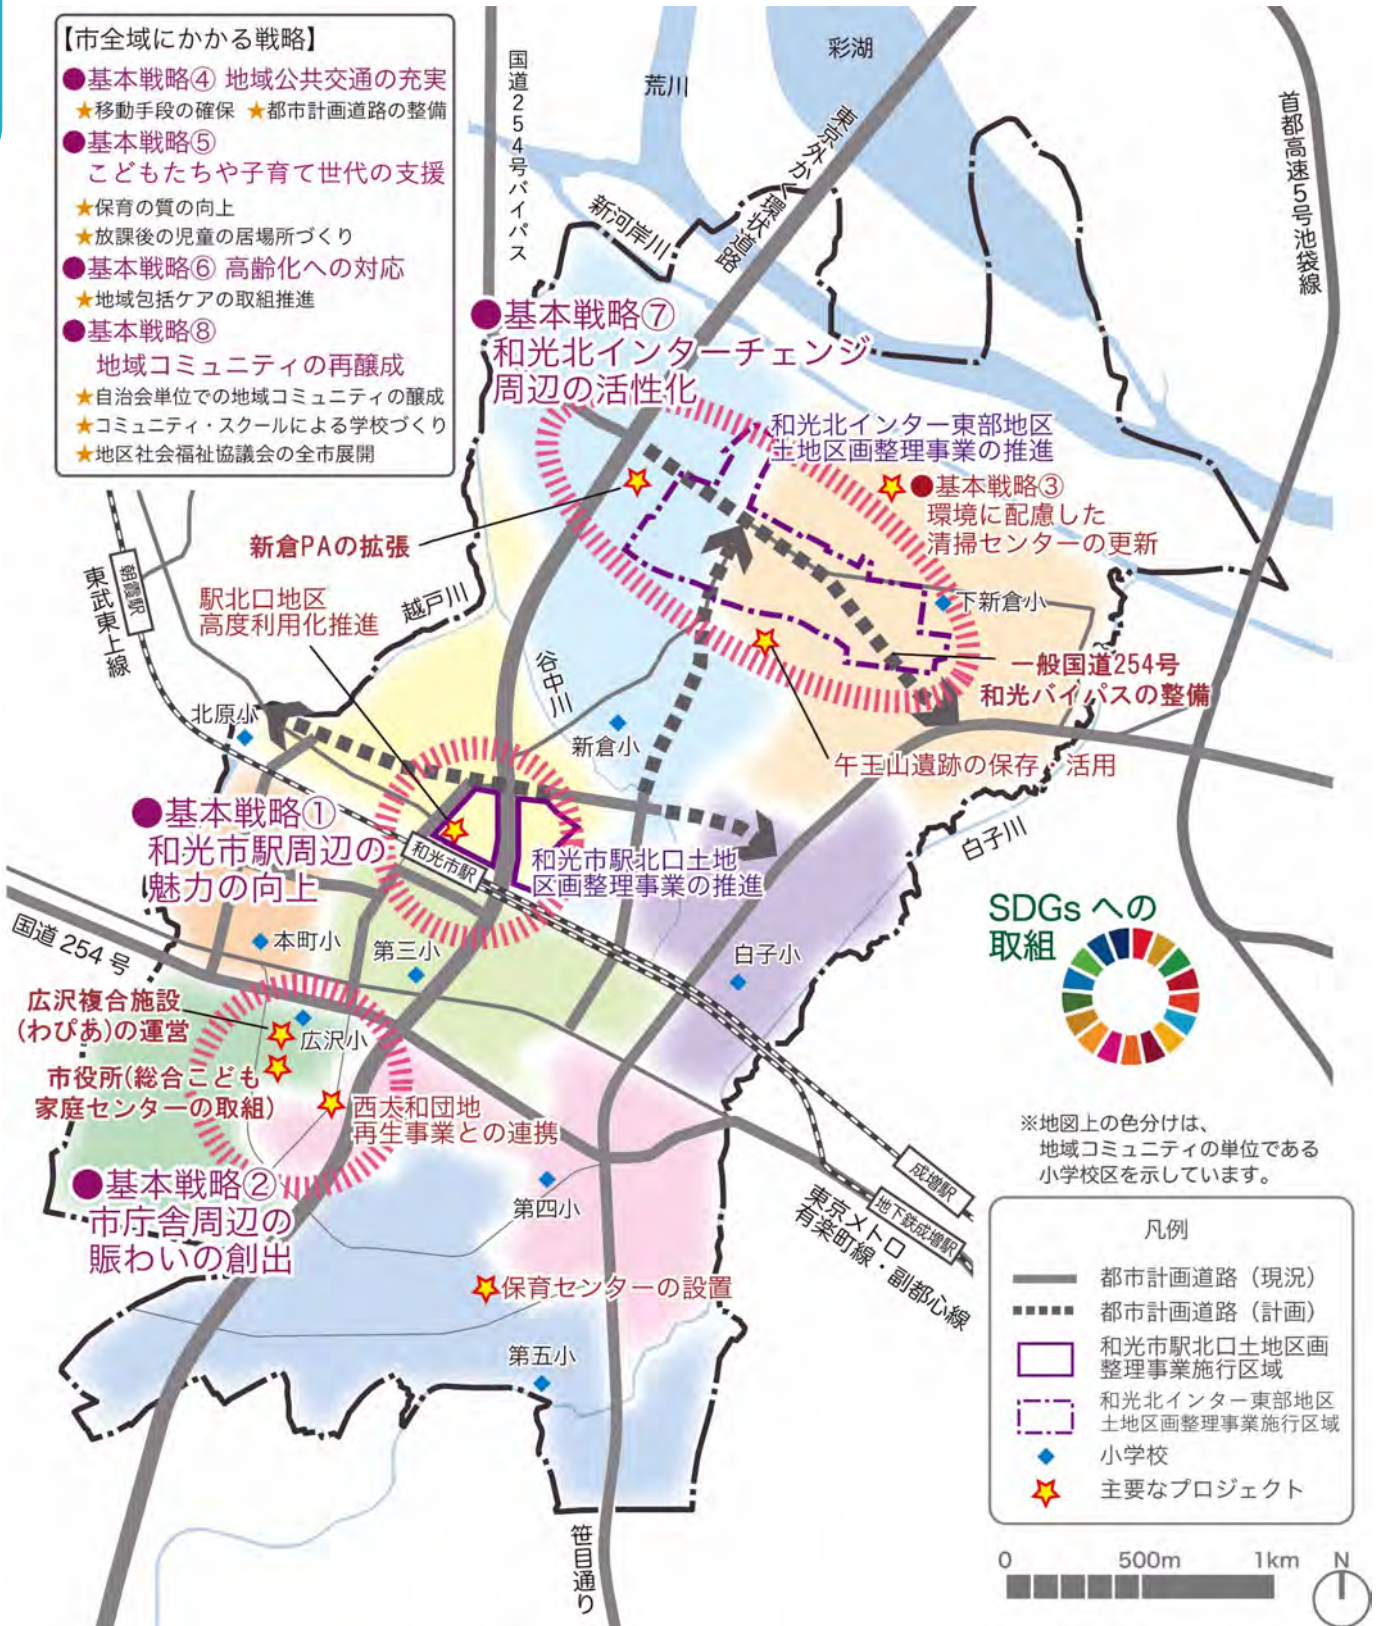 【市全域にかかる戦略】
●基本戦略④ 地域公共交通の充実
★移動手段の確保 ★都市計画道路の整備
●基本戦略⑤
こどもたちや子育て世代の支援
★保育の質の向上
★放課後の児童の居場所づくり
●基本戦略⑥ 高齢化への対応
★地域包括ケアの取組推進
●基本戦略⑧
地域コミュニティの再醸成
★自治会単位での地域コミュニティの醸成
★コミュニティ・スクールによる学校づくり
★地区社会福祉協議会の全市展開
国道254号バイパス
荒川
彩湖
東京外かく環状道路
首都高速5号池袋線
新河岸川
●基本戦略⑦
和光北インターチェンジ
周辺の活性化
和光北インター東部地区
土地区画整理事業の推進
●基本戦略③
環境に配慮した
清掃センターの更新
新倉PAの拡張
朝霞駅
東武東上線
越戸川
駅北口地区
高度利用化推進
下新倉小
一般国道254号
和光バイパスの整備
谷中川
北原小
新倉小
午王山遺跡の保存・活用
●基本戦略①
和光市駅周辺の
魅力の向上
和光市駅
和光市駅北口土地
区画整理事業の推進
白子川
SDGs への
取組
国道 254 号
本町小
第三小
白子小
広沢複合施設
(わぴあ)の運営
広沢小
市役所(総合こども
家庭センターの取組)
西大和団地
再生事業との連携
※地図上の色分けは、
地域コミュニティの単位である
小学校区を示しています。
●基本戦略②
市庁舎周辺の
賑わいの創出
第四小
成増駅
地下鉄成増駅
東京メトロ
有楽町線・副都心線
保育センターの設置
第五小
笹目通り
凡例
都市計画道路（現況）
都市計画道路（計画）
和光市駅北口土地区画
整理事業施行区域
和光北インター東部地区
土地区画整理事業施行区域
小学校
主要なプロジェクト
0 500m 1km N